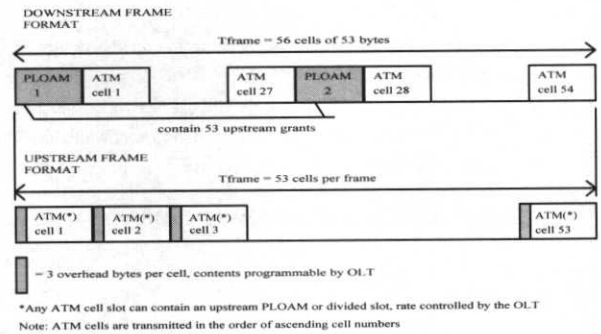 DOWNSTREAM FRAME
FORMAT
Tframe = 56 cells of 53 bytes
PLOAM
1
ATM
cell 1
ATM
cell 27
PLOAM
2
ATM
cell 28
ATM
cell 54
contain 53 upstream grants
UPSTREAM FRAME
FORMAT
Tframe = 53 cells per frame
ATM(*)
cell 1
ATM(*)
cell 2
ATM(*)
cell 3
ATM(*)
cell 53
= 3 overhead bytes per cell, contents programmable by OLT
*Any ATM cell slot can contain an upstream PLOAM or divided slot, rate controlled by the OLT
Note: ATM cells are transmitted in the order of ascending cell numbers